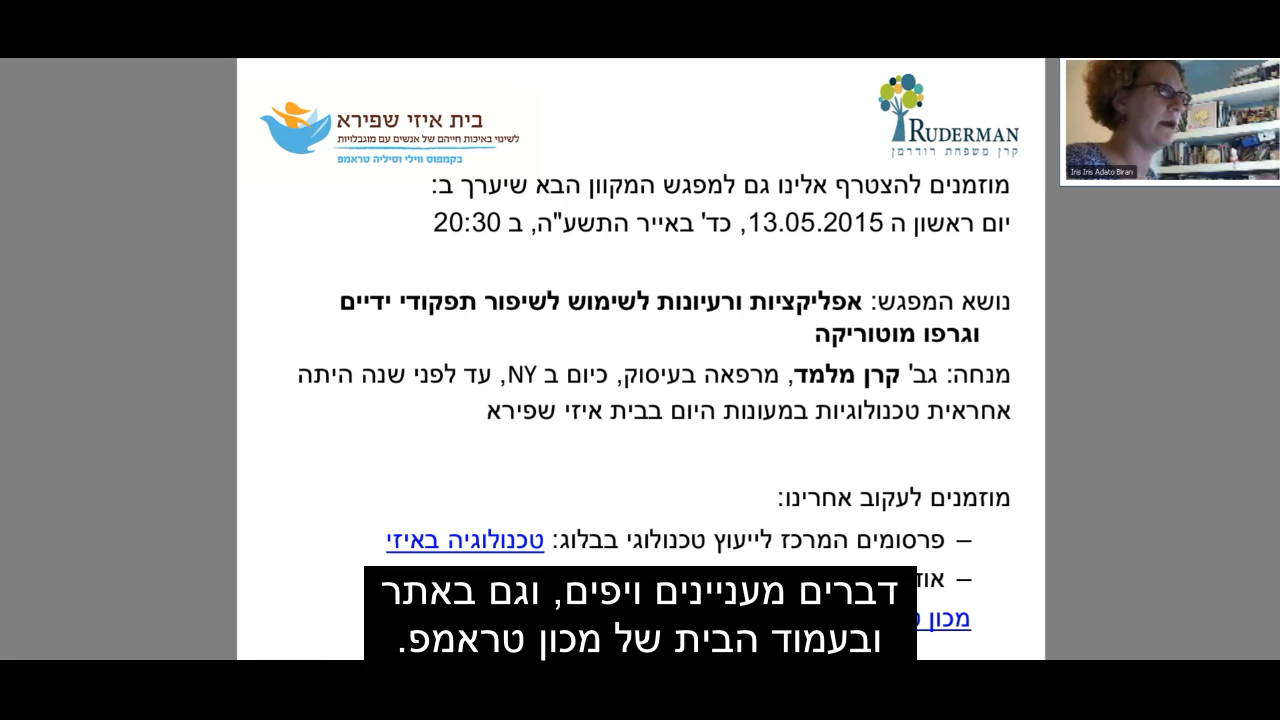 בית איזי שפירא
לשינוי באיכות חייהם של אנשים עם מוגבלויות
בקמפוס ווילי וסיליה טראמפ
RUDERMAN
קרן משפחת רודרמן
Iris Iris Adato Biran
מוזמנים להצטרף אלינו גם למפגש המקוון הבא שיערך ב:
יום ראשון ה 13.05.2015, כד' באייר התשע"ה, ב 20:30
נושא המפגש: אפליקציות ורעיונות לשימוש לשיפור תפקודי ידיים
וגרפו מוטוריקה
מנחה: גב' קרן מלמד, מרפאה בעיסוק, כיום ב NY, עד לפני שנה היתה
אחראית טכנולוגיות במעונות היום בבית איזי שפירא
מוזמנים לעקוב אחרינו:
– פרסומים המרכז לייעוץ טכנולוגי בבלוג: טכנולוגיה באיזי
–
מכון
דברים מעניינים ויפים, וגם באתר
ובעמוד הבית של מכון טראמפ.